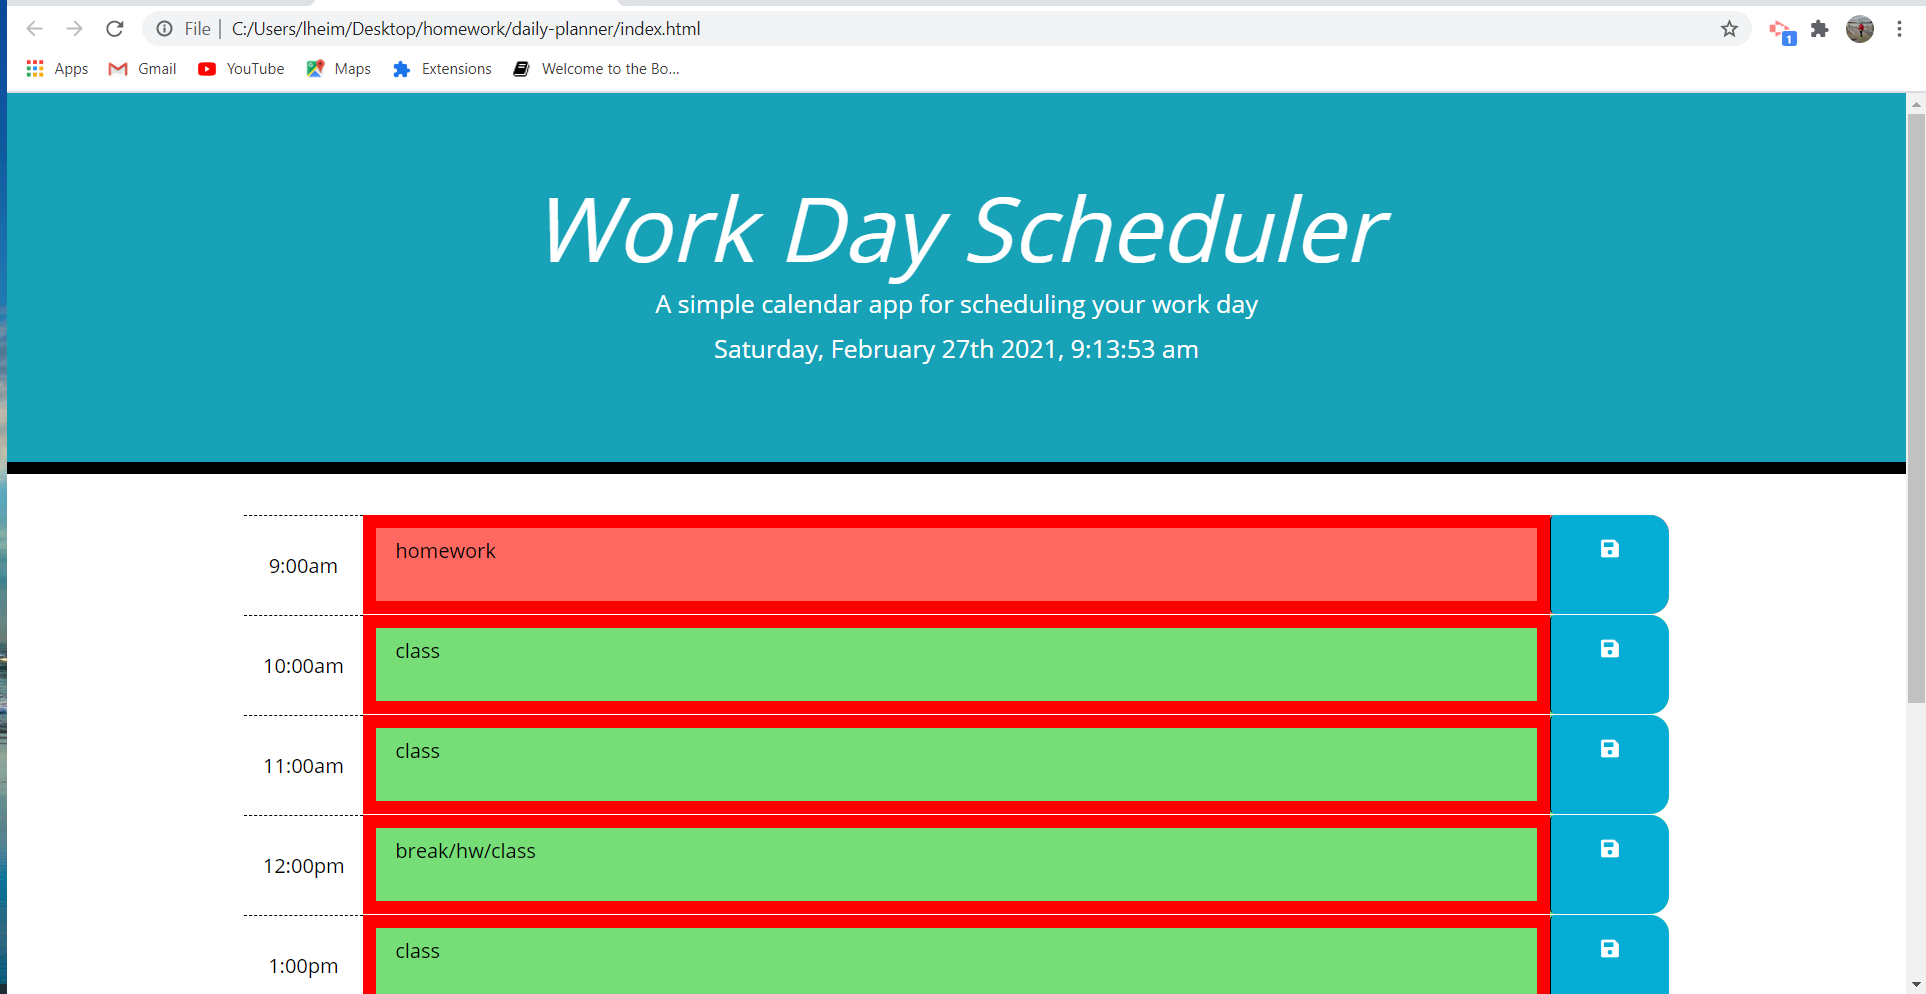 File | C:/Users/lheim/Desktop/homework/daily-planner/index.html
1
Apps Gmail YouTube Maps Extensions Welcome to the Bo...
Work Day Scheduler
A simple calendar app for scheduling your work day
Saturday, February 27th 2021, 9:13:53 am
9:00am homework
10:00am class
11:00am class
12:00pm break/hw/class
1:00pm class